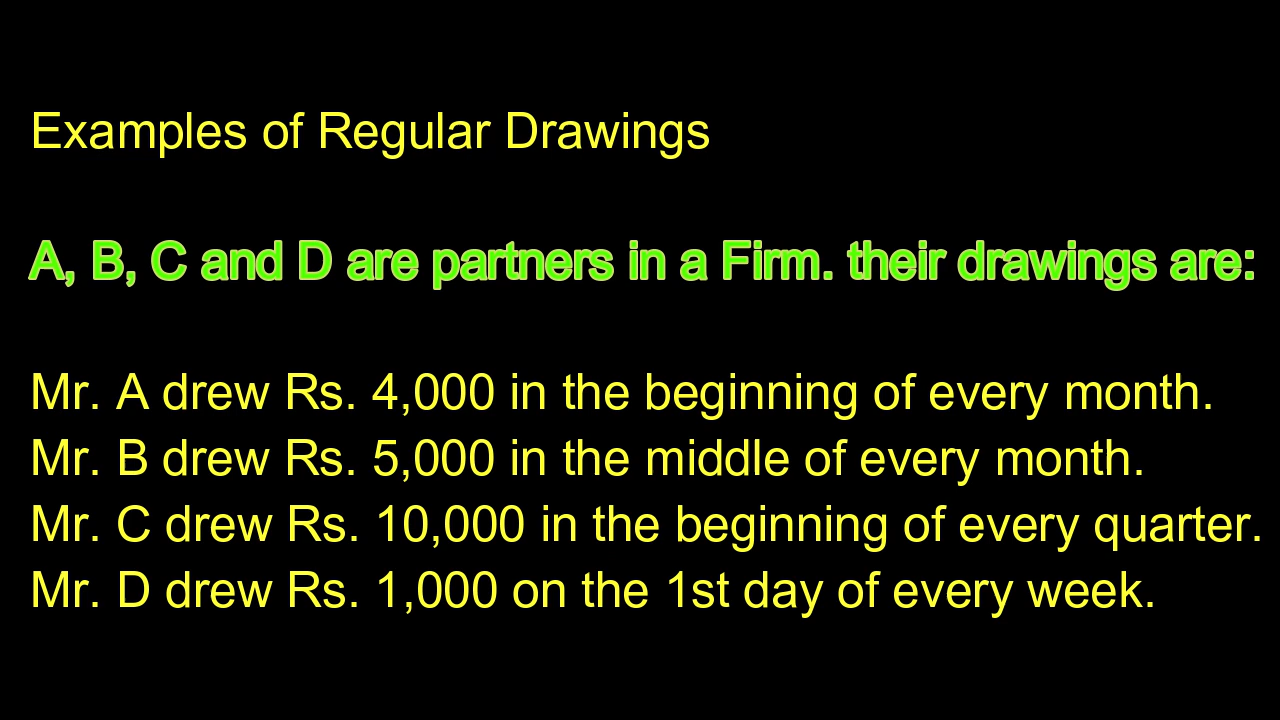 Examples of Regular Drawings
A, B, C and D are partners in a Firm. their drawings are:
Mr. A drew Rs. 4,000 in the beginning of every month.
Mr. B drew Rs. 5,000 in the middle of every month.
Mr. C drew Rs. 10,000 in the beginning of every quarter.
Mr. D drew Rs. 1,000 on the 1st day of every week.